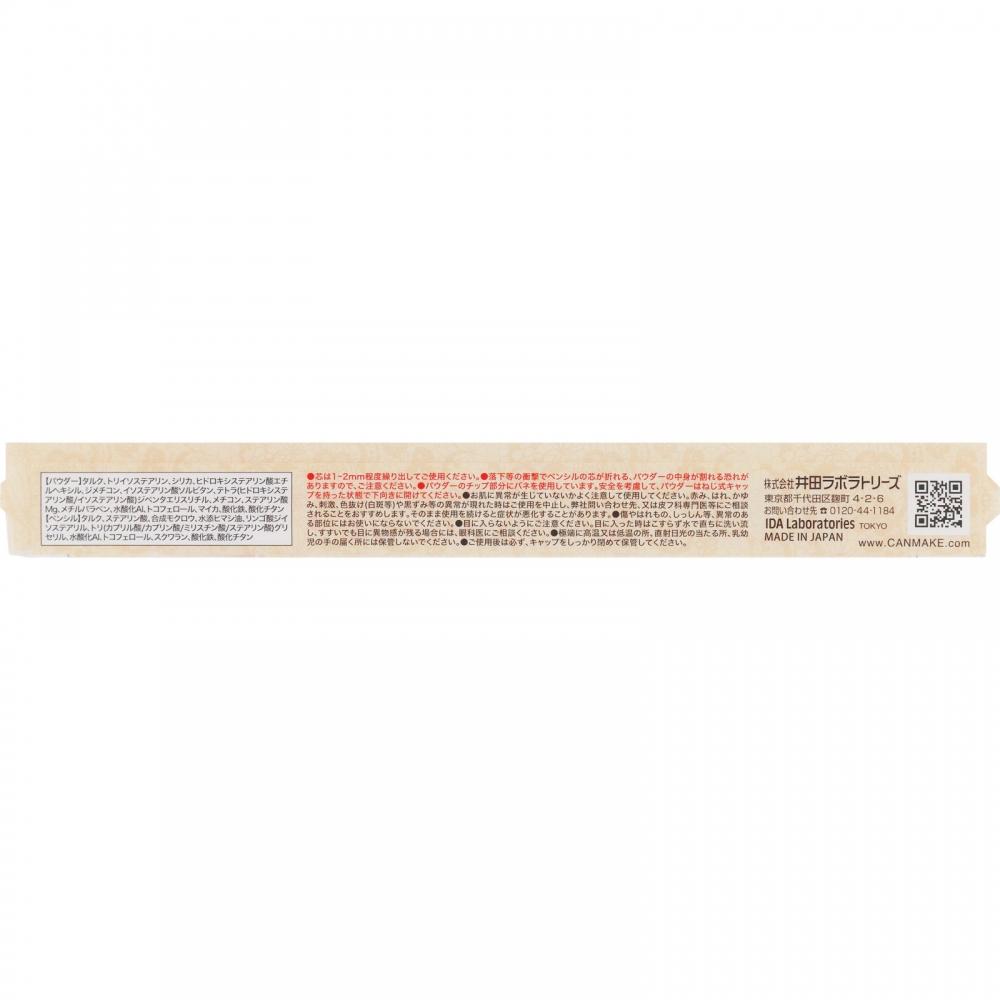 【パウダー】タルク、トリイソステアリン、シリカ、ヒドロキシステアリン酸エチ
ルヘキシル、ジメチコン、イソステアリン酸ソルビタン、テトラ(ヒドロキシステ
アリン酸/イソステアリン酸)ジペンタエリスリチル、メチコン、ステアリン酸
Mg、メチルパラベン、水酸化Al、トコフェロール、マイカ、酸化鉄、酸化チタン
【ペンシル】タルク、ステアリン酸、合成モクロウ、水添ヒマシ油、リンゴ酸ジイ
ソステアリル、トリ(カプリル酸/カプリン酸/ミリスチン酸/ステアリン酸)グリ
セリル、水酸化Al、トコフェロール、スクワラン、酸化鉄、酸化チタン
●芯は1~2mm程度繰り出してご使用ください。●落下等の衝撃でペンシルの芯が折れる、パウダーの中身が割れる恐れが
ありますので、ご注意ください。●パウダーのチップ部分にバネを使用しています。安全を考慮して、パウダーはねじ式キャッ
プを持った状態で下向きに開けてください。●お肌に異常が生じていないかよく注意して使用してください。赤み、はれ、かゆ
み、刺激、色抜け(白斑等)や黒ずみ等の異常が現れた時はご使用を中止し、弊社問い合わせ先、又は皮フ科専門医等にご相談
されることをおすすめします。そのまま使用を続けると症状が悪化することがあります。●傷やはれもの、しっしん等、異常のあ
る部位にはお使いにならないでください。●目に入らないようにご注意ください。目に入った時はこすらず水で直ちに洗い流
し、すすいでも目に異物感が残る場合には、眼科医にご相談ください。●極端に高温又は低温の所、直射日光の当たる所、乳幼
児の手の届く所には保管しないでください。●ご使用後は必ず、キャップをしっかり閉めて保管してください。
株式会社 井田ラボラトリーズ
東京都千代田区麹町 4-2-6
お問い合わせ先 ☎ 0120-44-1184
IDA Laboratories TOKYO
MADE IN JAPAN
www.CANMAKE.com